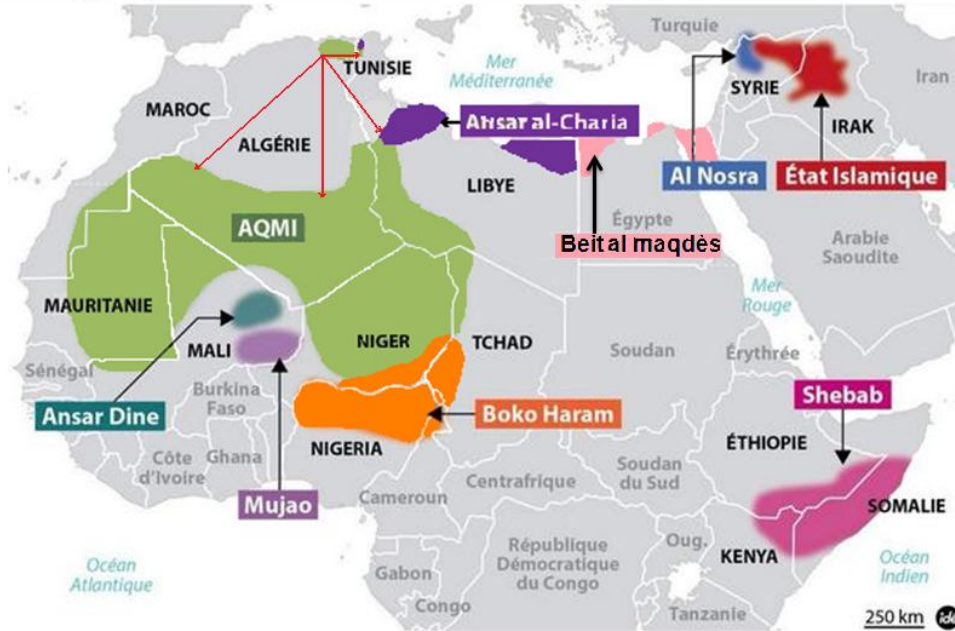 Turquie
Mer
Méditerranée
TUNISIE
Iran
MAROC
SYRIE
ALGÉRIE
Ansar al-Charia
IRAK
LIBYE
Al Nosra
État Islamique
AQMI
Égypte
Beit al maqdès
Arabie
Saoudite
Mer
Rouge
MAURITANIE
NIGER
TCHAD
MALI
Soudan
Érythrée
Sénégal
Burkina
Faso
Shebab
Ansar Dine
Boko Haram
NIGERIA
ÉTHIOPIE
Côte
d'Ivoire
Ghana
Centrafrique
Soudan
du Sud
Mujao
Cameroun
SOMALIE
Océan
Atlantique
Gabon
Congo
République
Démocratique
du Congo
Oug.
KENYA
Océan
Indien
Tanzanie
250 km
idé